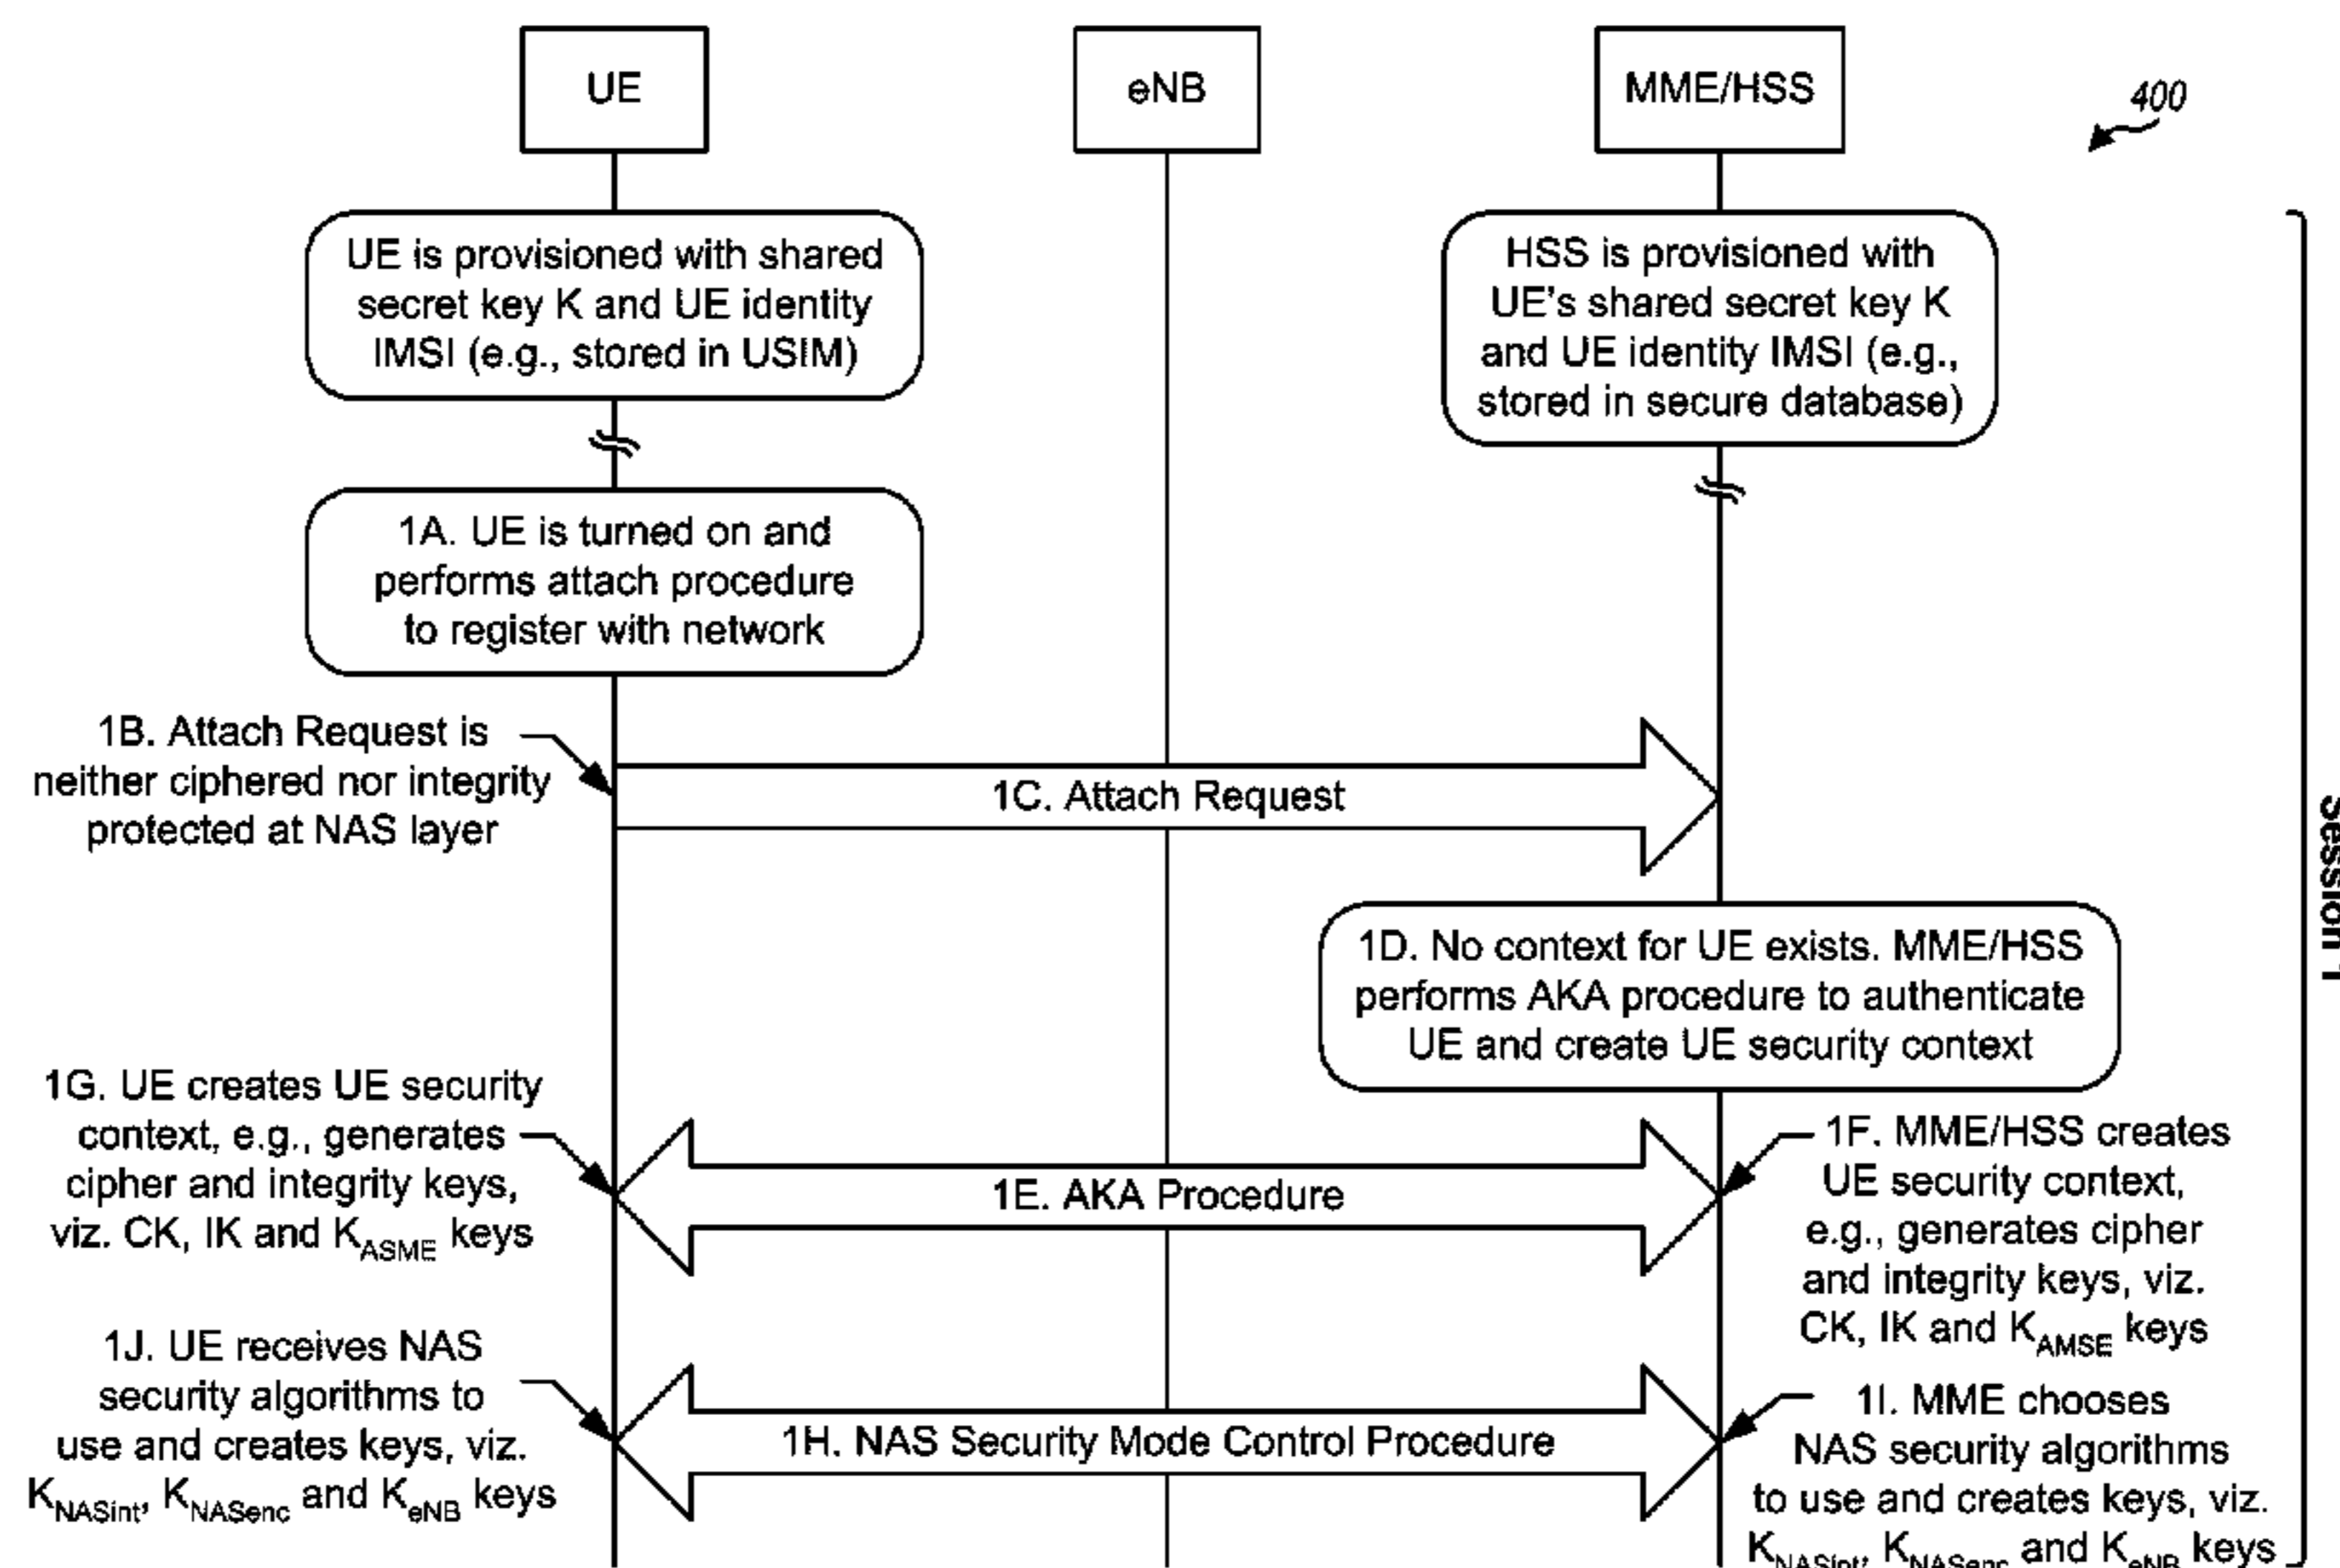 UE
eNB
MME/HSS
400
UE is provisioned with shared
secret key K and UE identity
IMSI (e.g., stored in USIM)
HSS is provisioned with
UE's shared secret key K
and UE identity IMSI (e.g.,
stored in secure database)
1A. UE is turned on and
performs attach procedure
to register with network
1B. Attach Request is
neither ciphered nor integrity
protected at NAS layer
1C. Attach Request
Session 1
1D. No context for UE exists. MME/HSS
performs AKA procedure to authenticate
UE and create UE security context
1G. UE creates UE security
context, e.g., generates
cipher and integrity keys,
viz. CK, IK and KASME keys
1E. AKA Procedure
1F. MME/HSS creates
UE security context,
e.g., generates cipher
and integrity keys, viz.
CK, IK and KAMSE keys
1J. UE receives NAS
security algorithms to
use and creates keys, viz.
KNASint, KNASenc and KeNB keys
1H. NAS Security Mode Control Procedure
1I. MME chooses
NAS security algorithms
to use and creates keys, viz.
KNASint, KNASenc and KeNB keys